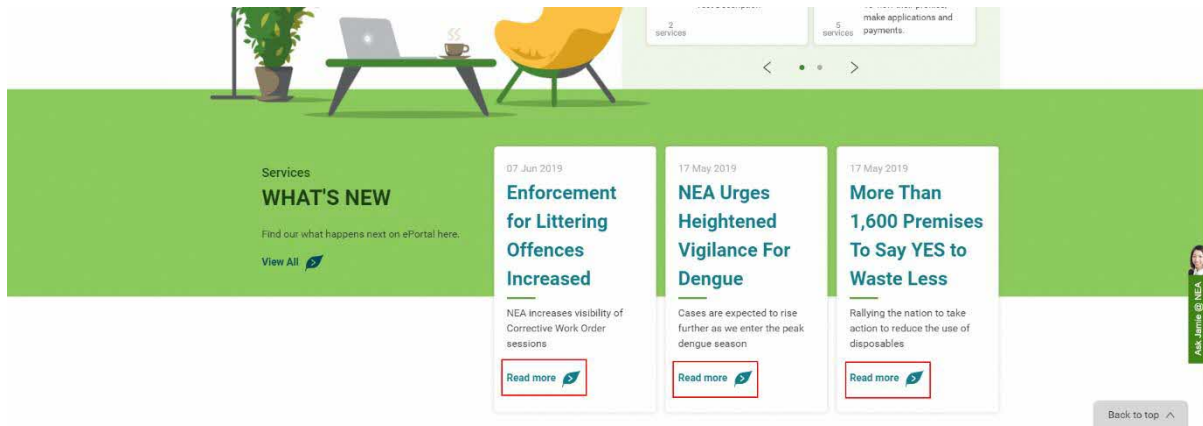 2
services
5
services
make applications and
payments.
Services
WHAT'S NEW
Find our what happens next on ePortal here.
View All
07 Jun 2019
Enforcement
for Littering
Offences
Increased
NEA increases visibility of
Corrective Work Order
sessions
Read more
17 May 2019
NEA Urges
Heightened
Vigilance For
Dengue
Cases are expected to rise
further as we enter the peak
dengue season
Read more
17 May 2019
More Than
1,600 Premises
To Say YES to
Waste Less
Rallying the nation to take
action to reduce the use of
disposables
Read more
Ask Jamie @ NEA
Back to top